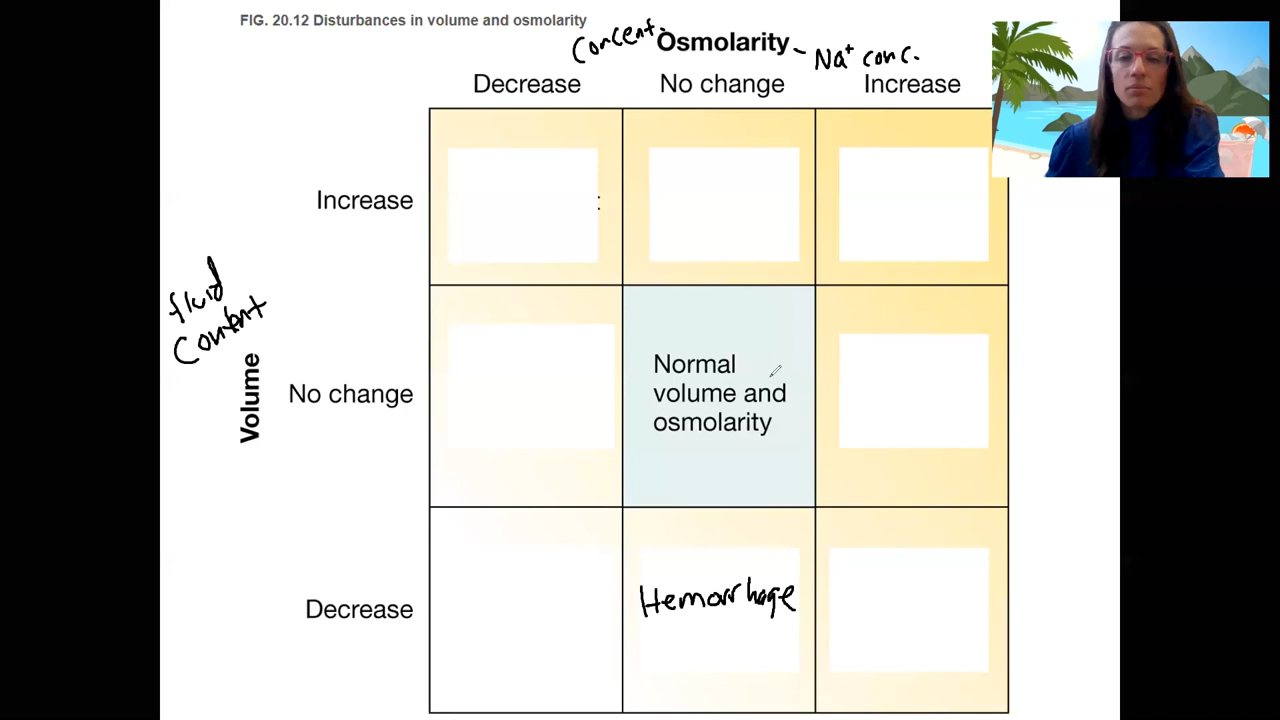 FIG. 20.12 Disturbances in volume and osmolarity
Concent. Osmolarity - Na+ conc.
Decrease No change Increase
Increase
:
fluid
Content
Volume
No change
Normal
volume and
osmolarity
Decrease
Hemorrhage